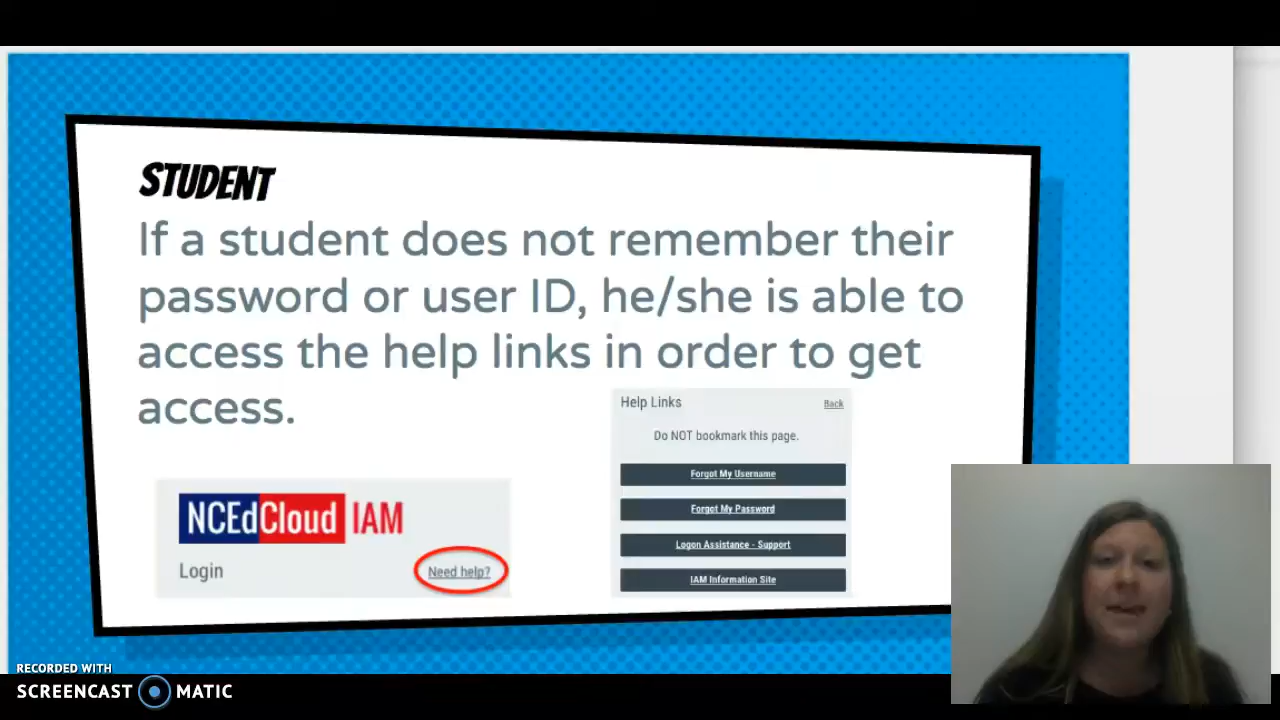 STUDENT
If a student does not remember their
password or user ID, he/she is able to
access the help links in order to get
access.
Help Links
Back
Do NOT bookmark this page.
Forgot My Username
Forgot My Password
Logon Assistance - Support
IAM Information Site
NCEdCloud IAM
Login
Need help?
RECORDED WITH
SCREENCAST MATIC